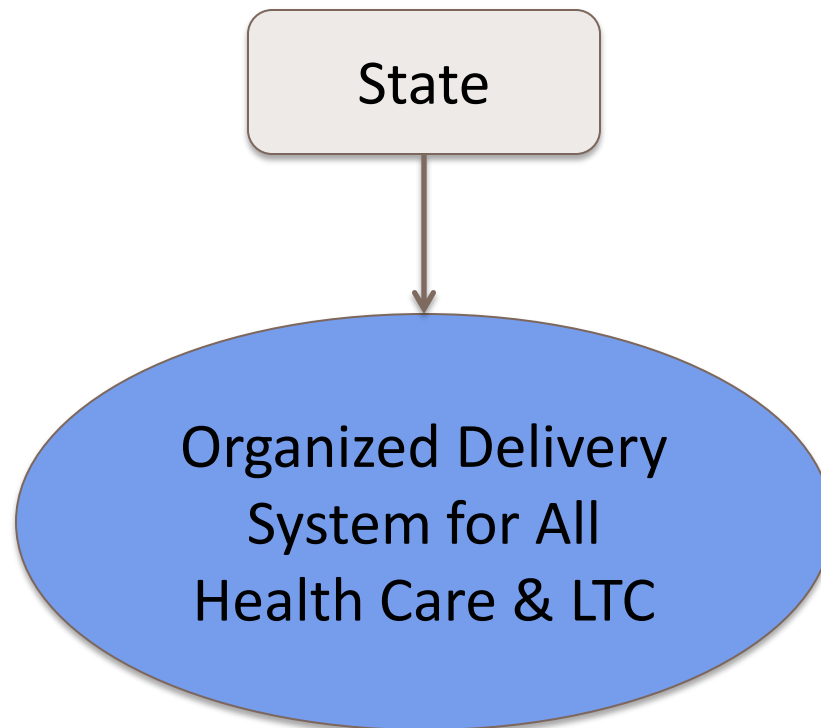 State
Organized Delivery
System for All
Health Care & LTC